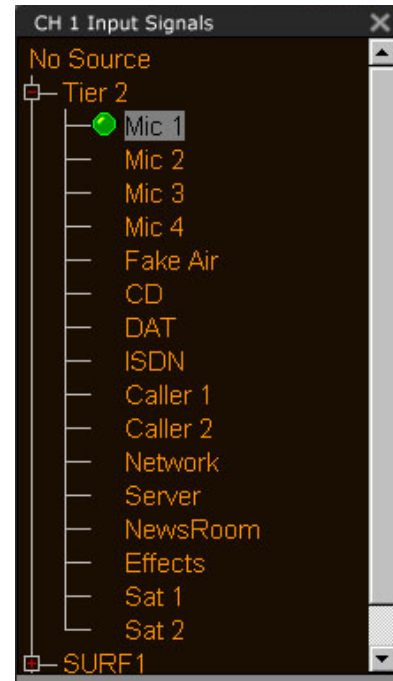 CH 1 Input Signals
No Source
Tier 2
Mic 1
Mic 2
Mic 3
Mic 4
Fake Air
CD
DAT
ISDN
Caller 1
Caller 2
Network
Server
NewsRoom
Effects
Sat 1
Sat 2
SURF1